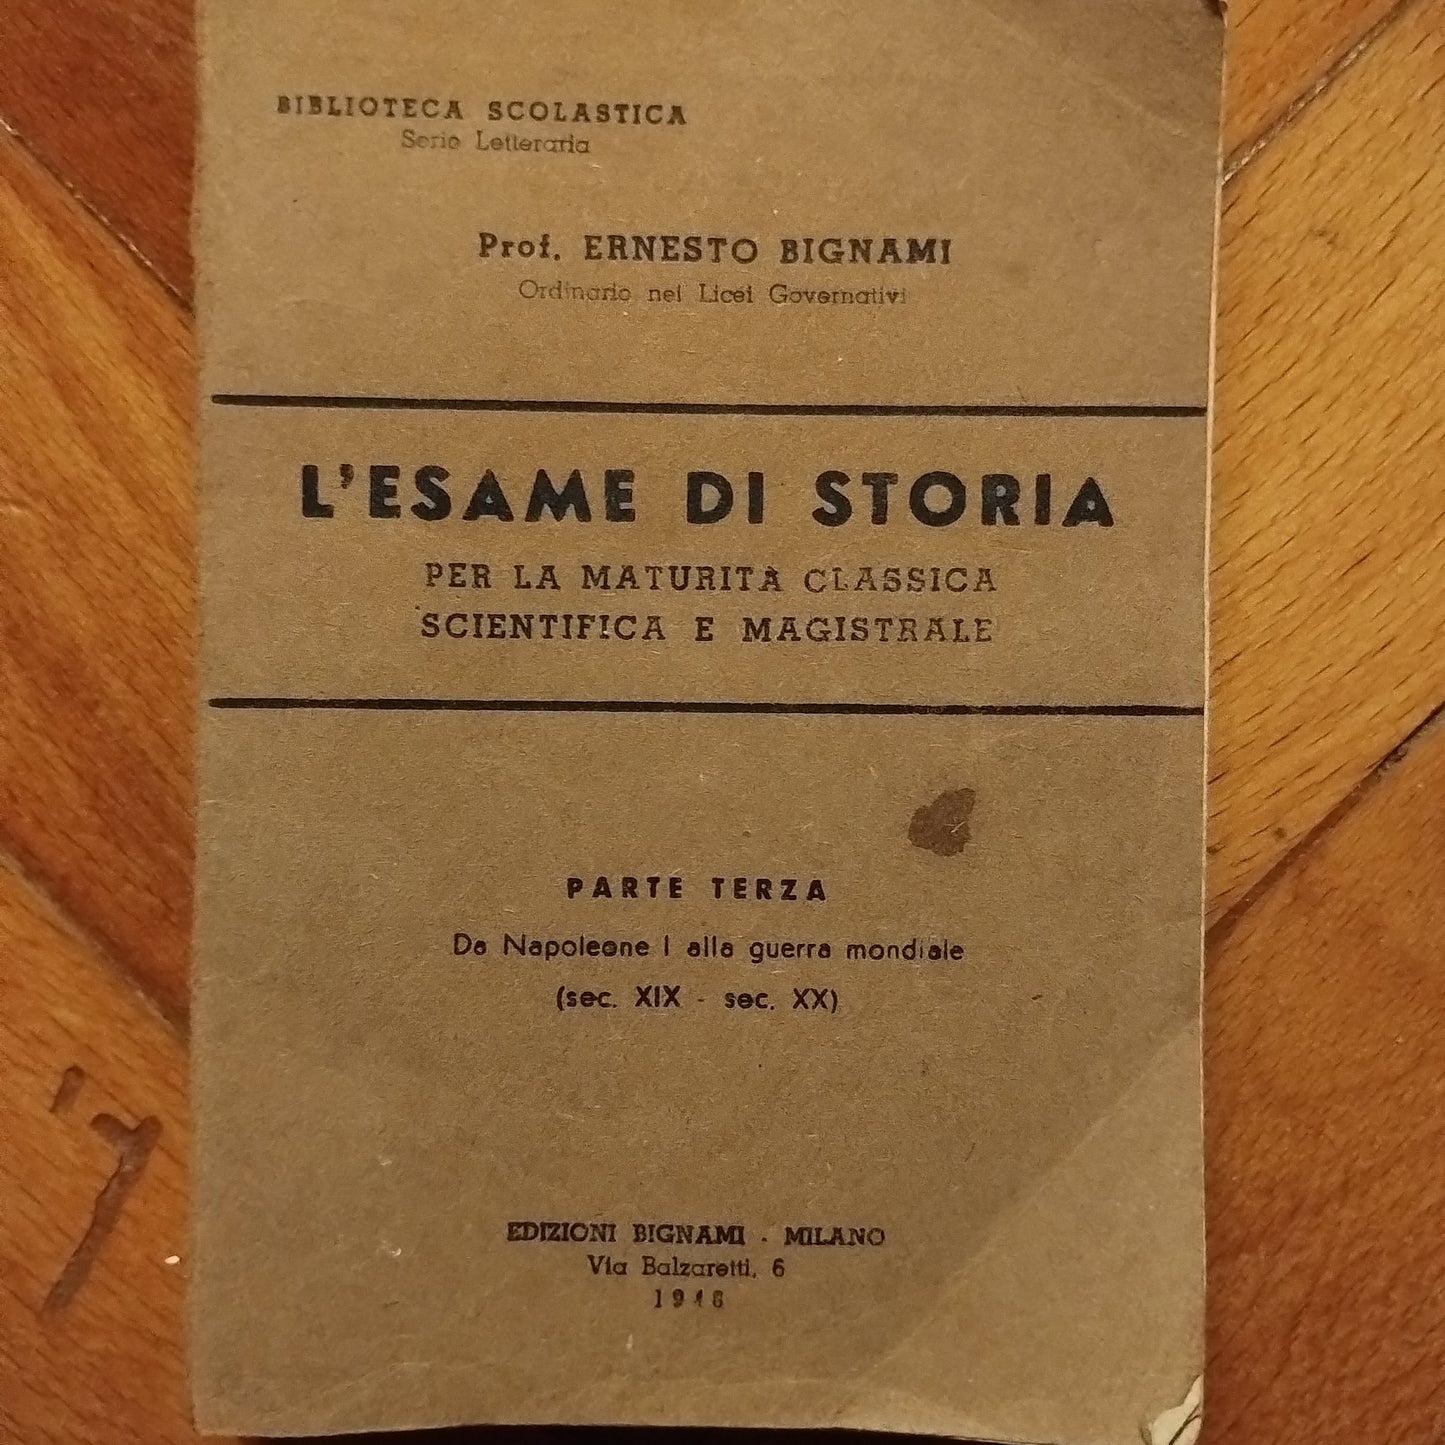 BIBLIOTECA SCOLASTICA
Serie Letteraria
Prof. ERNESTO BIGNAMI
Ordinario nei Licei Governativi
L'ESAME DI STORIA
PER LA MATURITÀ CLASSICA
SCIENTIFICA E MAGISTRALE
PARTE TERZA
Da Napoleone I alla guerra mondiale
(sec. XIX - sec. XX)
EDIZIONI BIGNAMI - MILANO
Via Balzaretti, 6